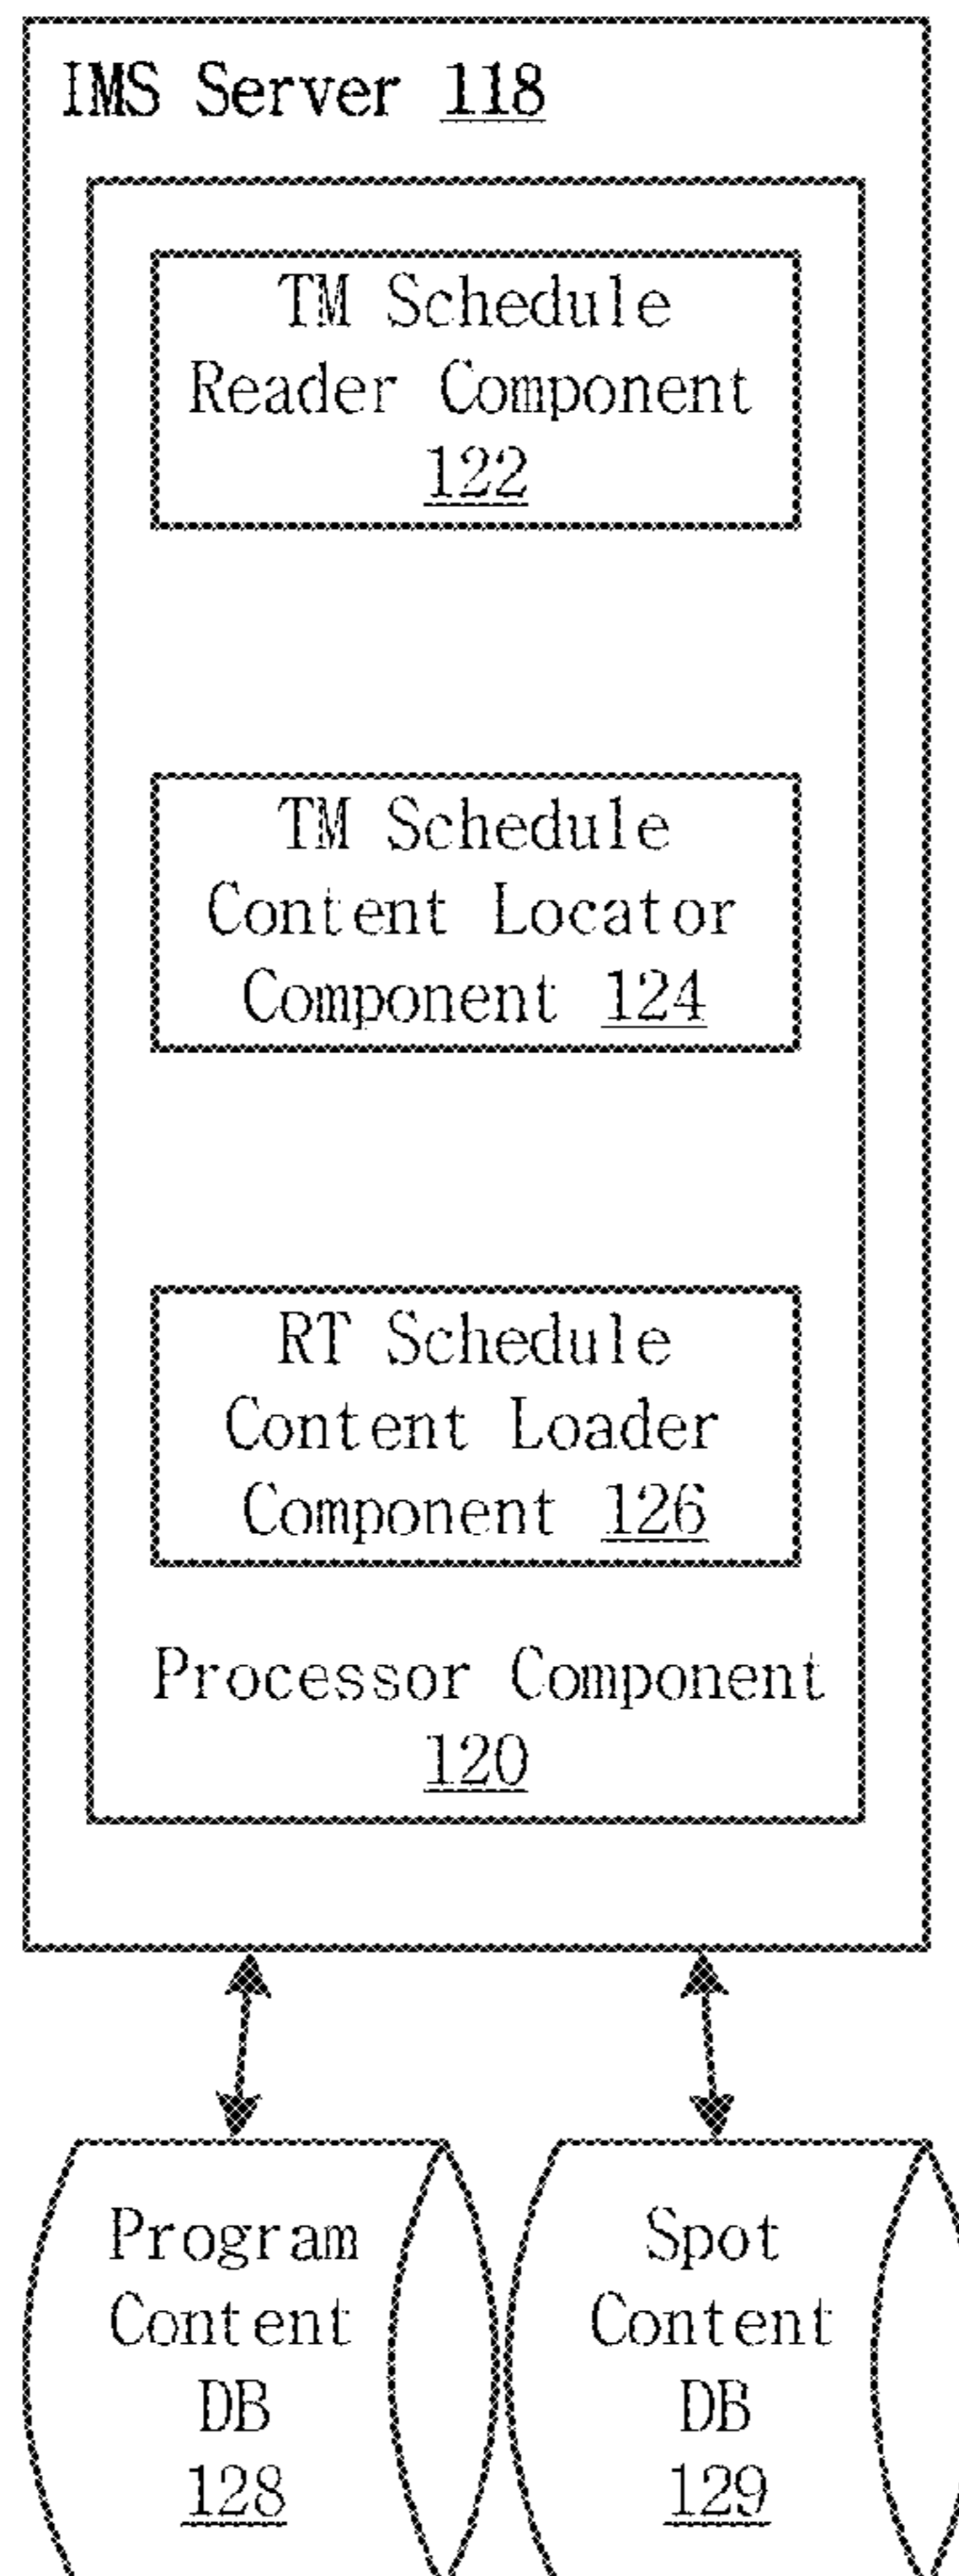 IMS Server 118
TM Schedule
Reader Component
122
TM Schedule
Content Locator
Component 124
RT Schedule
Content Loader
Component 126
Processor Component
120
Program
Content
DB
128
Spot
Content
DB
129